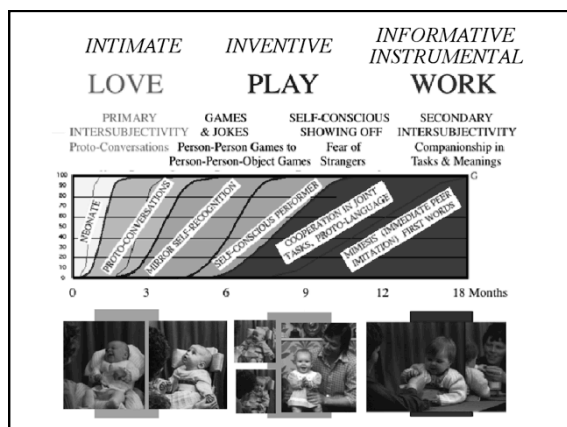 INTIMATE INVENTIVE INFORMATIVE
INSTRUMENTAL
LOVE PLAY WORK
PRIMARY
INTERSUBJECTIVITY
Proto-Conversations
GAMES
& JOKES
Person-Person Games to
Person-Person-Object Games
SELF-CONSCIOUS
SHOWING OFF
Fear of
Strangers
SECONDARY
INTERSUBJECTIVITY
Companionship in
Tasks & Meanings
100
90
80
70
60
50
40
30
20
10
0
NEONATE
PROTO-CONVERSATIONS
MIRROR SELF-RECOGNITION
SELF-CONSCIOUS PERFORMER
COOPERATION IN JOINT
TASKS, PROTO-LANGUAGE
MIMESIS (IMMEDIATE PEER
IMITATION) FIRST WORDS
G
0 3 6 9 12 18 Months